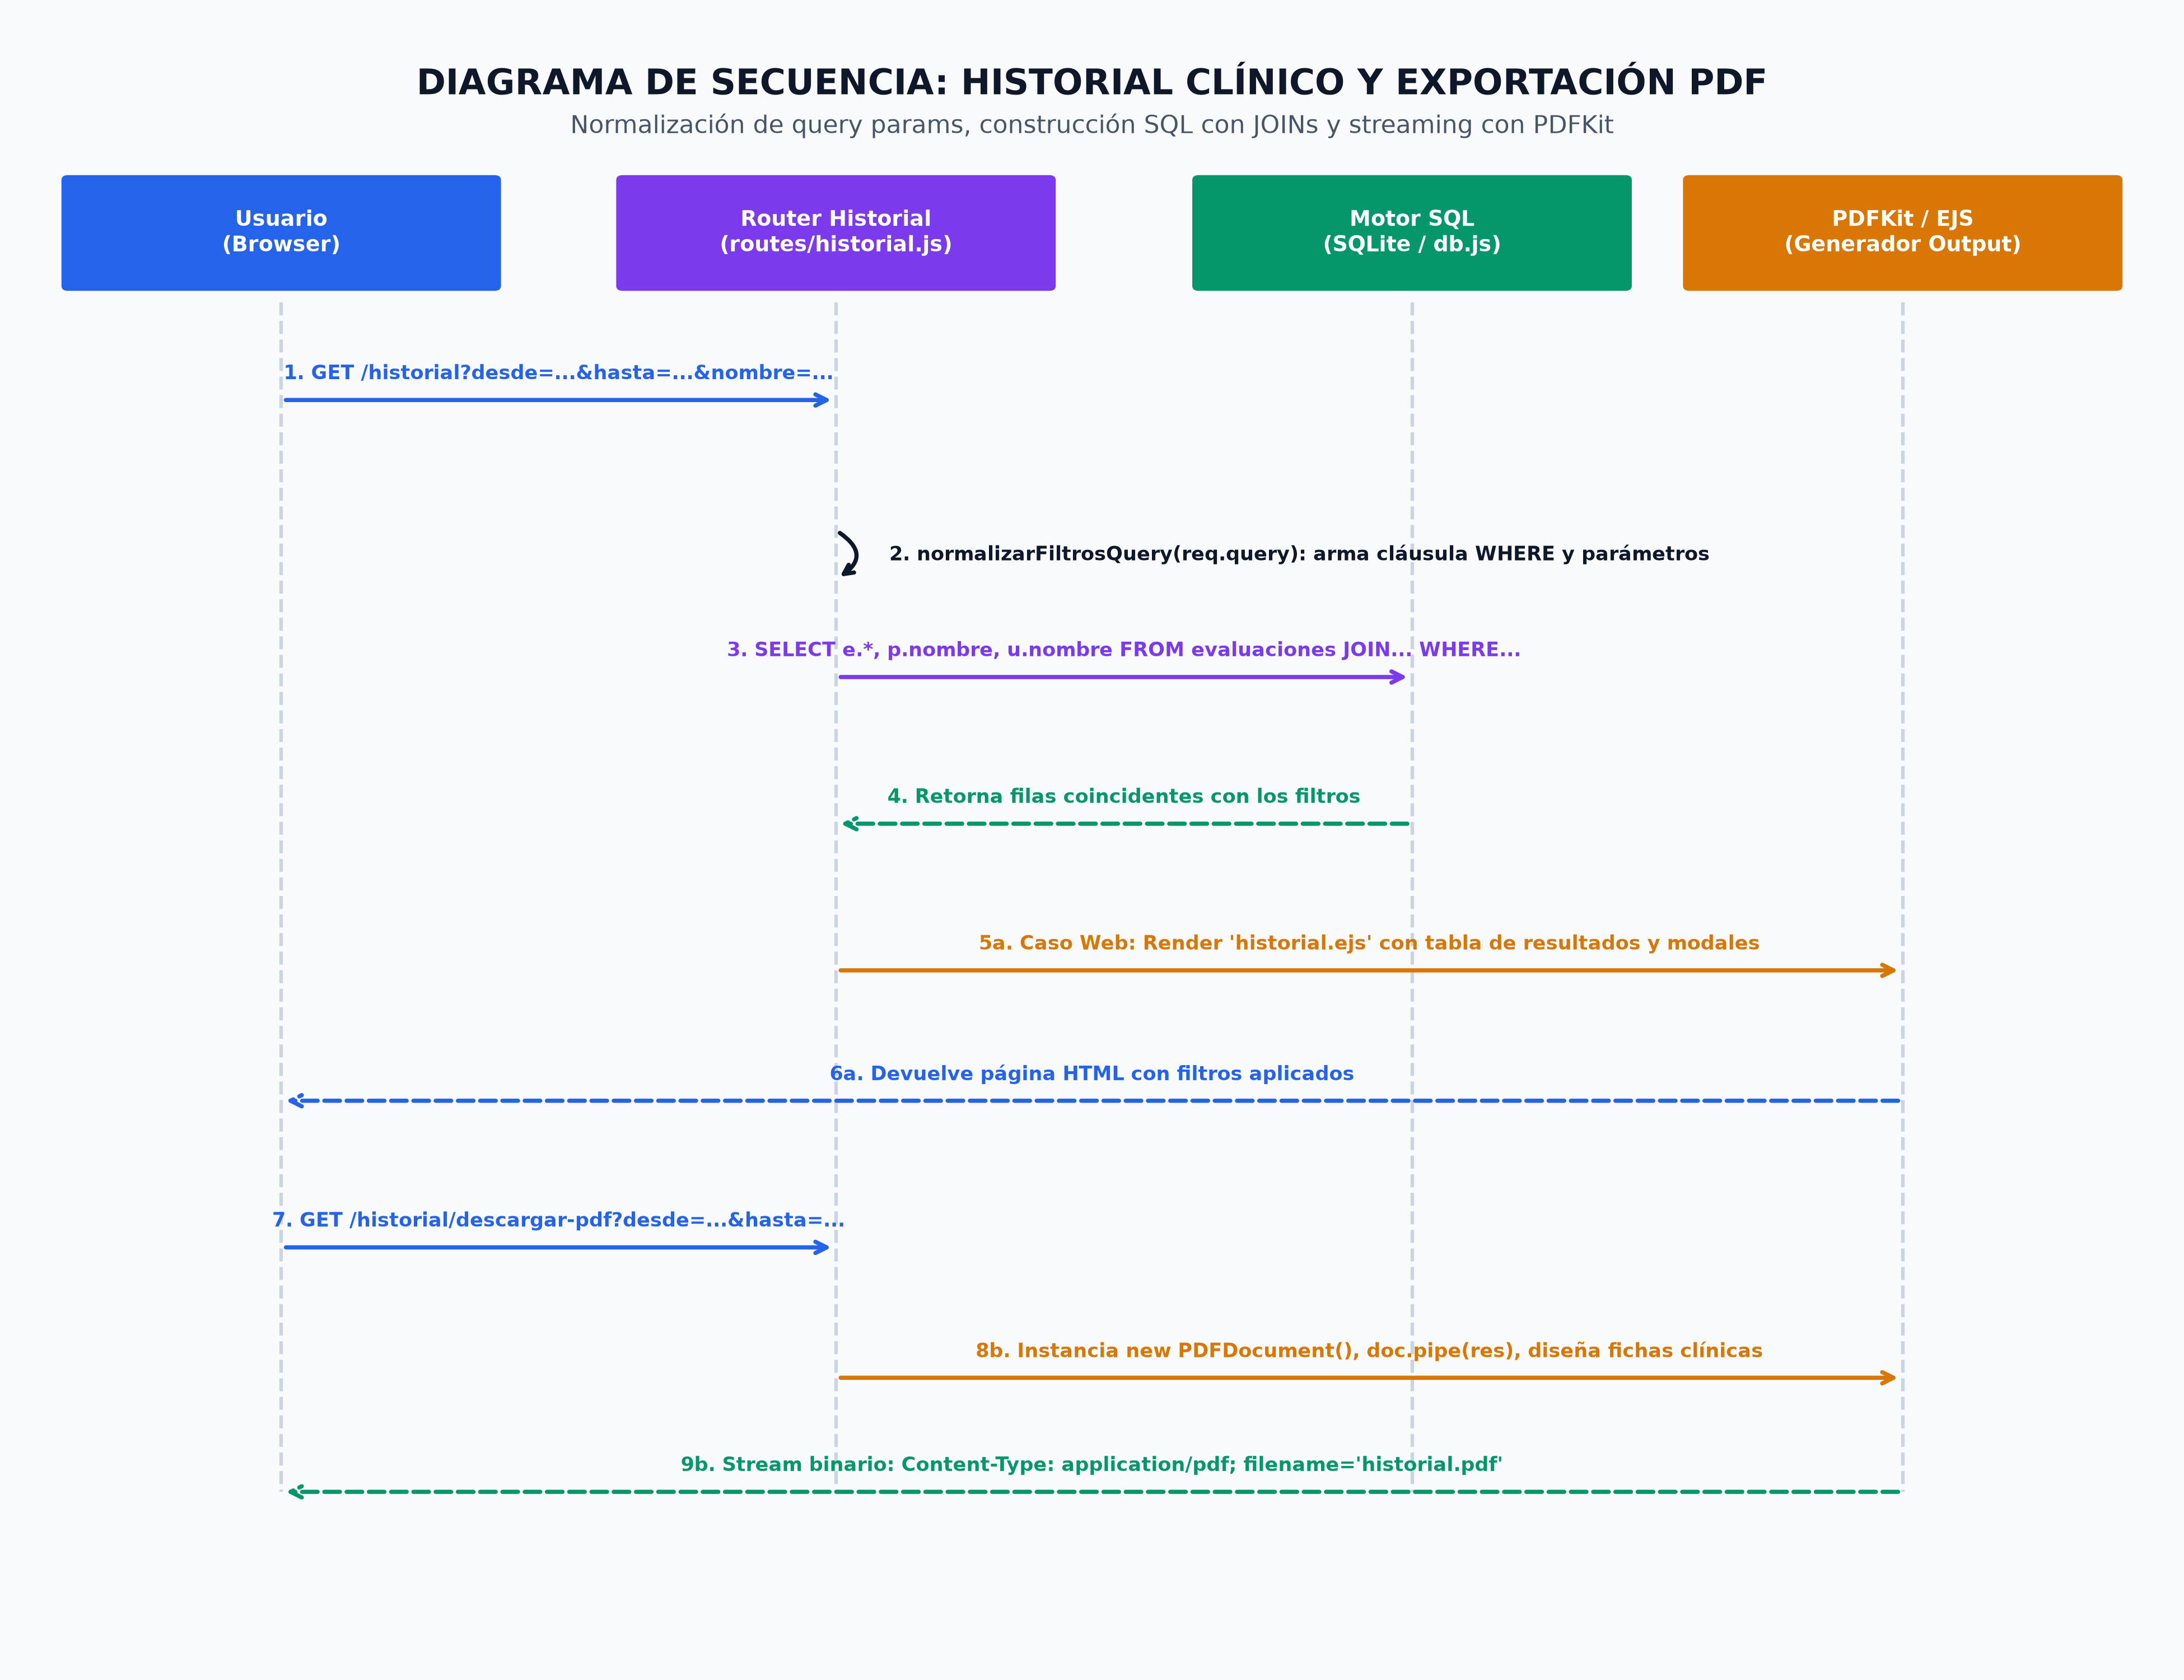 DIAGRAMA DE SECUENCIA: HISTORIAL CLÍNICO Y EXPORTACIÓN PDF
Normalización de query params, construcción SQL con JOINs y streaming con PDFKit
Usuario
(Browser)
Router Historial
(routes/historial.js)
Motor SQL
(SQLite / db.js)
PDFKit / EJS
(Generador Output)
1. GET /historial?desde=...&hasta=...&nombre=...
2. normalizarFiltrosQuery(req.query): arma cláusula WHERE y parámetros
3. SELECT e.*, p.nombre, u.nombre FROM evaluaciones JOIN... WHERE...
4. Retorna filas coincidentes con los filtros
5a. Caso Web: Render 'historial.ejs' con tabla de resultados y modales
6a. Devuelve página HTML con filtros aplicados
7. GET /historial/descargar-pdf?desde=...&hasta=...
8b. Instancia new PDFDocument(), doc.pipe(res), diseña fichas clínicas
9b. Stream binario: Content-Type: application/pdf; filename='historial.pdf'